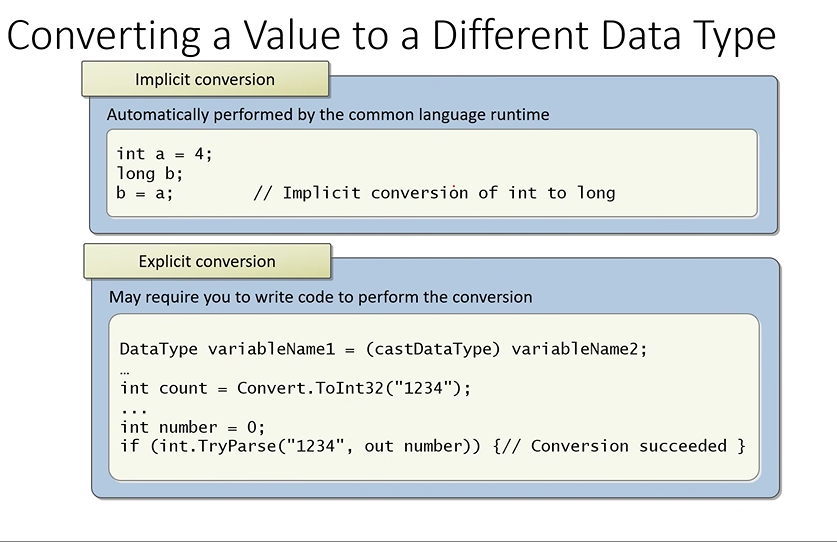 Converting a Value to a Different Data Type
Implicit conversion
Automatically performed by the common language runtime
int a = 4;
long b;
b = a;        // Implicit conversion of int to long
Explicit conversion
May require you to write code to perform the conversion
DataType variableName1 = (castDataType) variableName2;
…
int count = Convert.ToInt32("1234");
...
int number = 0;
if (int.TryParse("1234", out number)) {// Conversion succeeded }